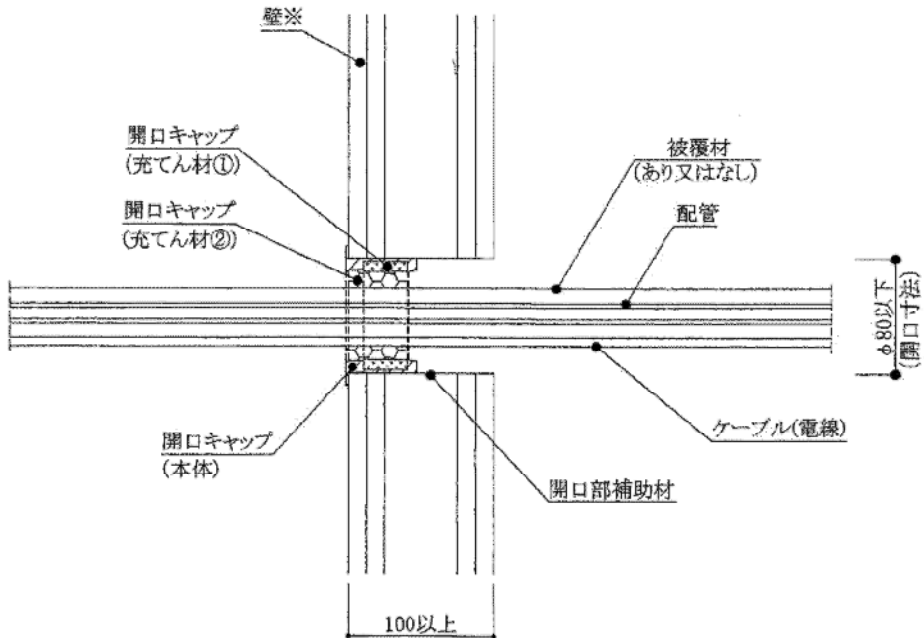 壁※
開口キャップ
(充てん材①)
開口キャップ
(充てん材②)
被覆材
(あり又はなし)
配管
φ80以下
(開口寸法)
ケーブル(電線)
開口キャップ
(本体)
開口部補助材
100以上